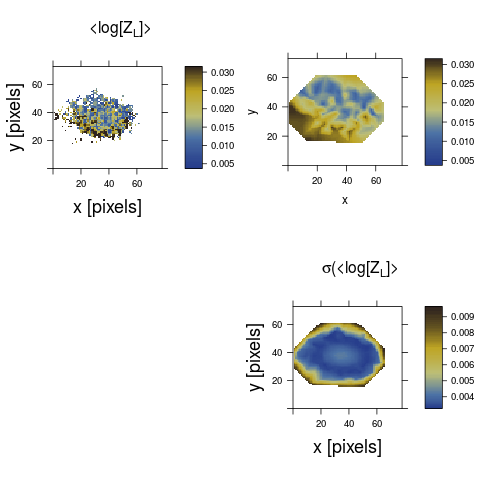 <log[Z_L]>
y [pixels]
60
40
20
20 40 60
x [pixels]
0.030
0.025
0.020
0.015
0.010
0.005
y
60
40
20
20 40 60
x
0.030
0.025
0.020
0.015
0.010
0.005
σ(<log[Z_L]>
y [pixels]
60
40
20
20 40 60
x [pixels]
0.009
0.008
0.007
0.006
0.005
0.004